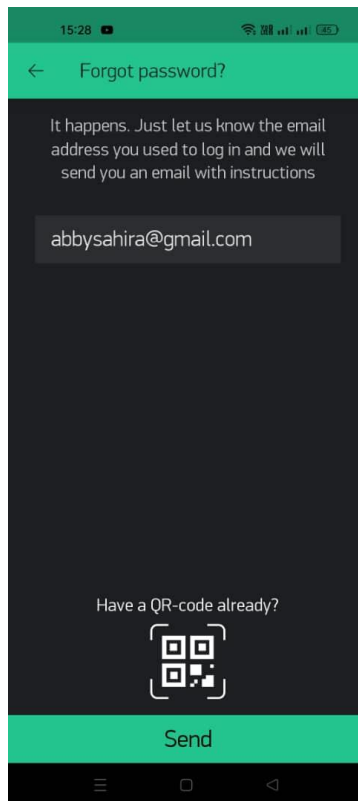 15:28
45
Forgot password?
It happens. Just let us know the email
address you used to log in and we will
send you an email with instructions
abbysahira@gmail.com
Have a QR-code already?
Send